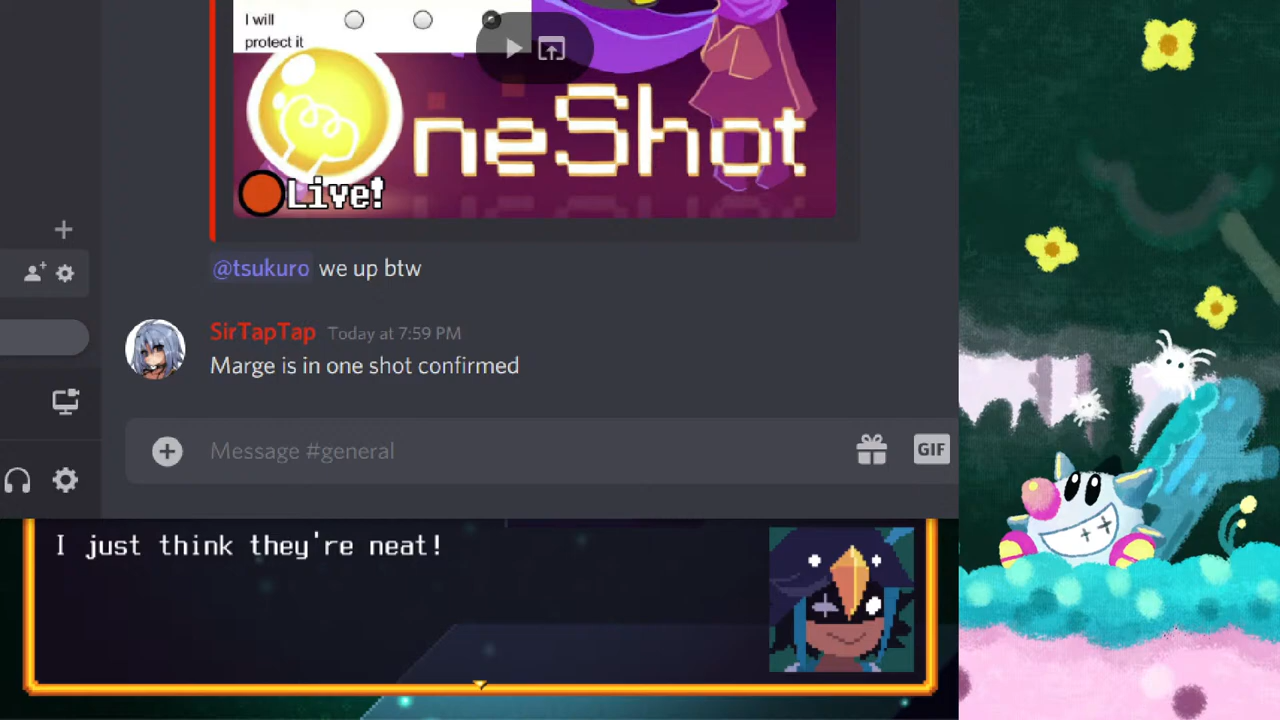 I will
protect it
OneShot
Live!
@tsukuro we up btw
SirTapTap Today at 7:59 PM
Marge is in one shot confirmed
Message #general
GIF
I just think they're neat!